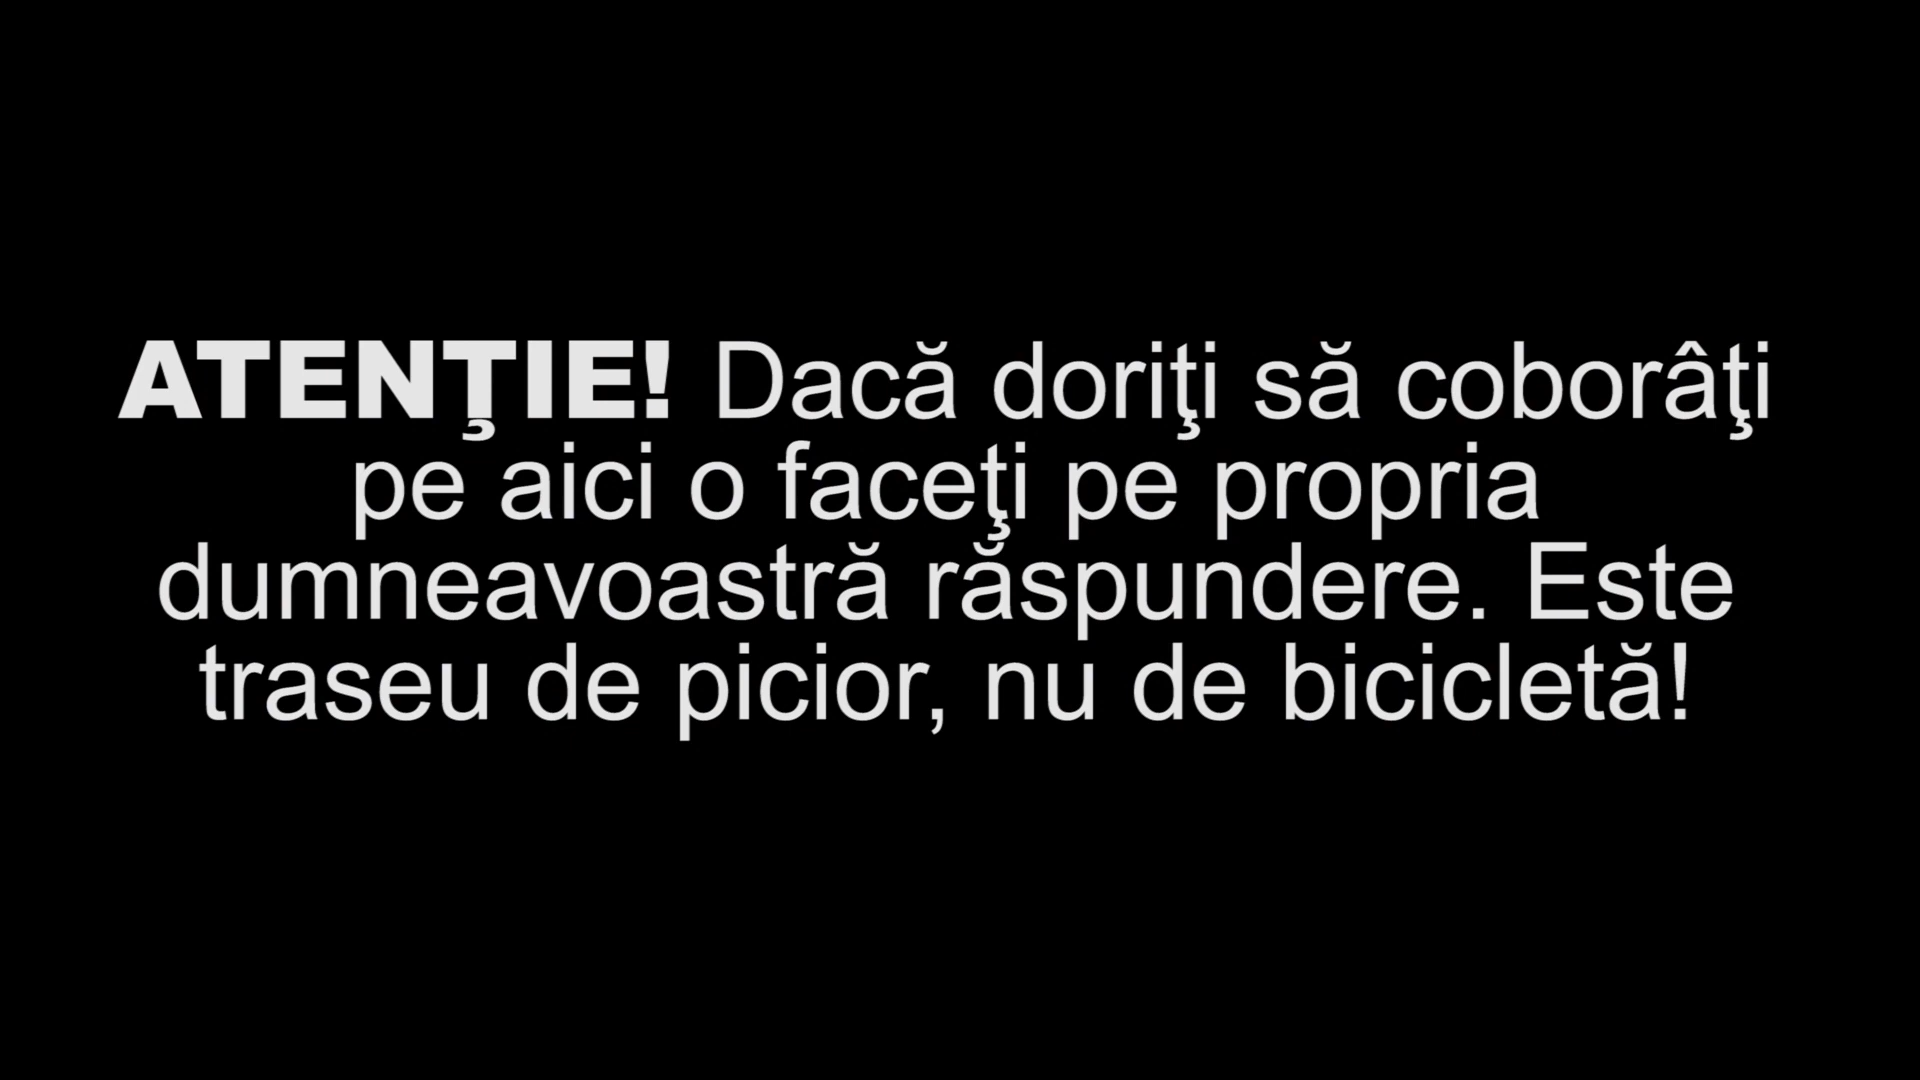 ATENŢIE! Dacă doriţi să coborâţi
pe aici o faceţi pe propria
dumneavoastră răspundere. Este
traseu de picior, nu de bicicletă!